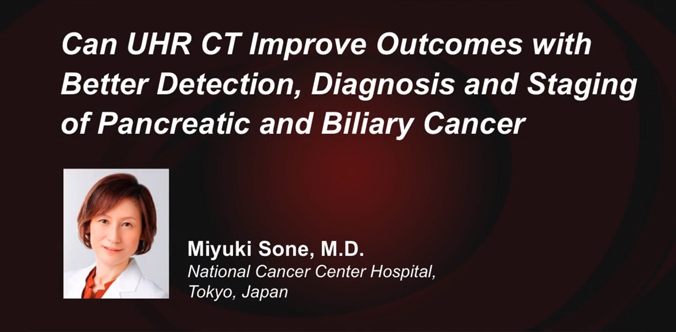 Can UHR CT Improve Outcomes with
Better Detection, Diagnosis and Staging
of Pancreatic and Biliary Cancer
Miyuki Sone, M.D.
National Cancer Center Hospital,
Tokyo, Japan